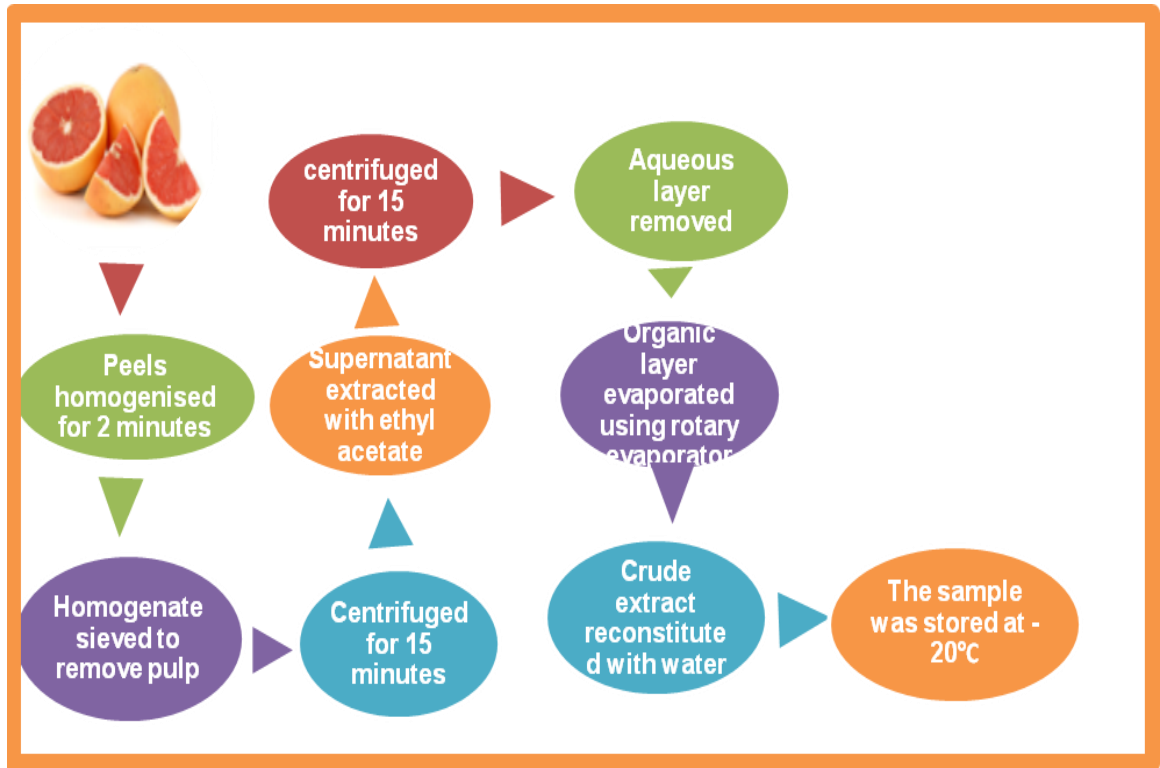 Peels
homogenised
for 2 minutes
Homogenate
sieved to
remove pulp
Centrifuged
for 15
minutes
Supernatant
extracted
with ethyl
acetate
centrifuged
for 15
minutes
Aqueous
layer
removed
Organic
layer
evaporated
using rotary
evaporator
Crude
extract
reconstitute
d with water
The sample
was stored at -
20℃